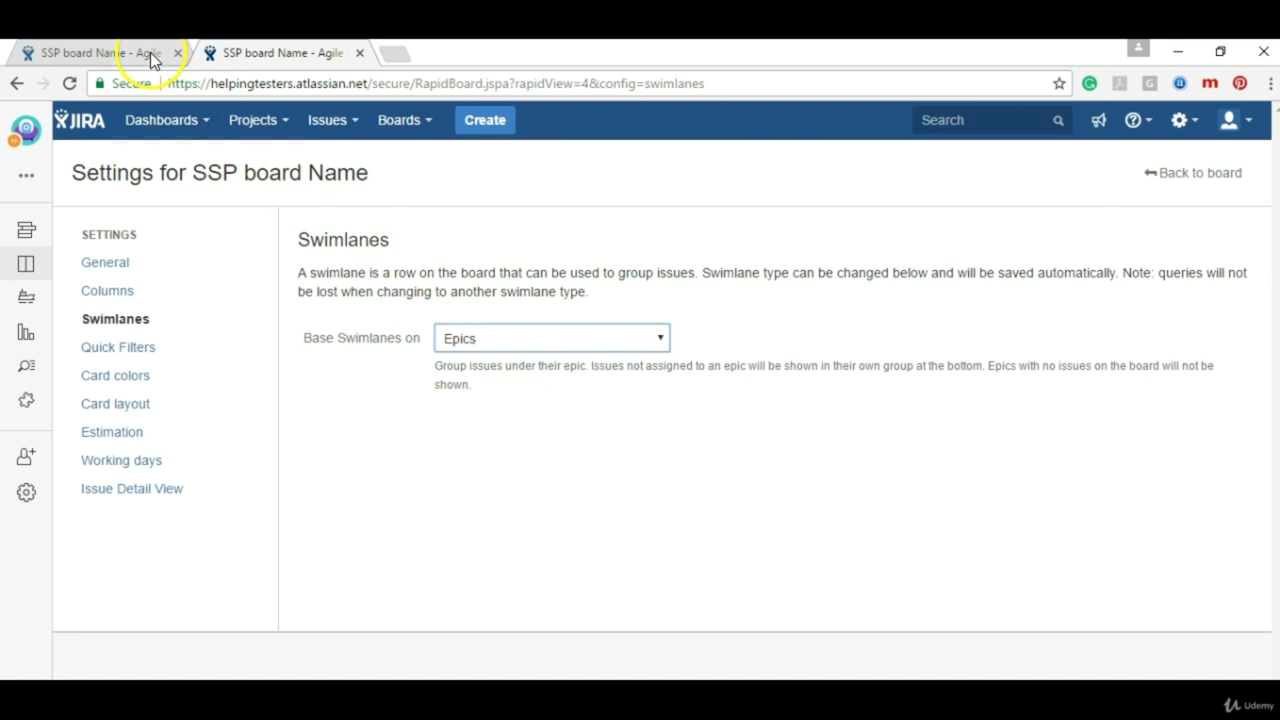 SSP board Name - Agile
SSP board Name - Agile
Secure | https://helpingtesters.atlassian.net/secure/RapidBoard.jspa?rapidView=4&config=swimlanes
JIRA Dashboards Projects Issues Boards Create Search
Settings for SSP board Name
Back to board
SETTINGS
General
Columns
Swimlanes
Quick Filters
Card colors
Card layout
Estimation
Working days
Issue Detail View
Swimlanes
A swimlane is a row on the board that can be used to group issues. Swimlane type can be changed below and will be saved automatically. Note: queries will not
be lost when changing to another swimlane type.
Base Swimlanes on Epics
Group issues under their epic. Issues not assigned to an epic will be shown in their own group at the bottom. Epics with no issues on the board will not be
shown.
Udemy